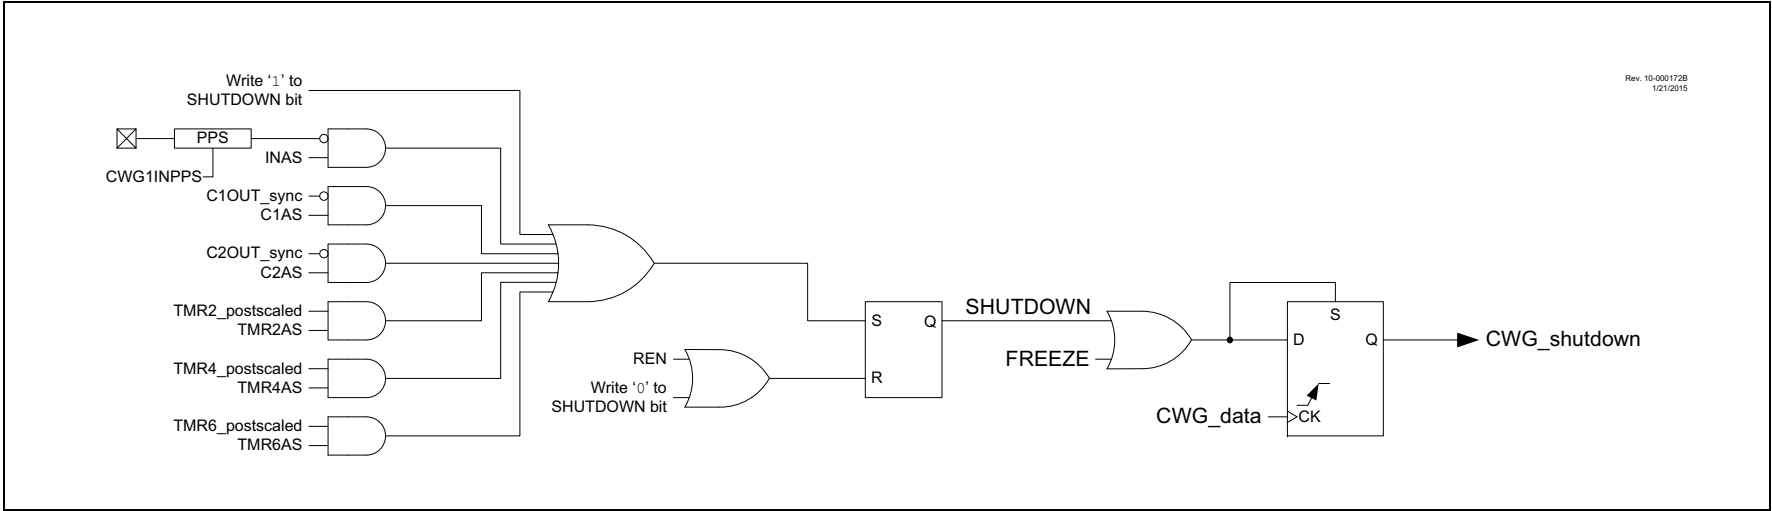 Write ‘1’ to
SHUTDOWN bit
Rev. 10-000172B
1/21/2015
PPS
INAS
CWG1INPPS
C1OUT_sync
C1AS
C2OUT_sync
C2AS
TMR2_postscaled
TMR2AS
TMR4_postscaled
TMR4AS
TMR6_postscaled
TMR6AS
REN
Write ‘0’ to
SHUTDOWN bit
S
Q
R
SHUTDOWN
FREEZE
S
D
Q
CWG_data
CK
CWG_shutdown